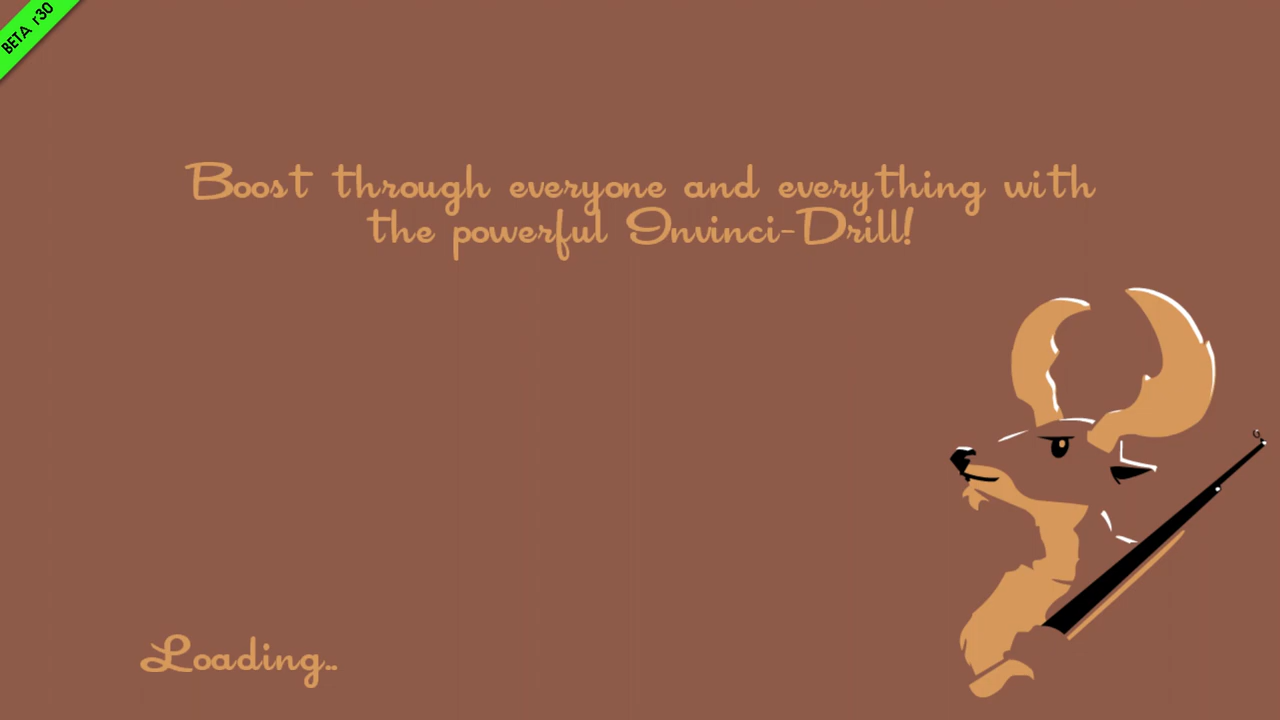 BETA r30
Boost through everyone and everything with
the powerful Invinci-Drill!
Loading..